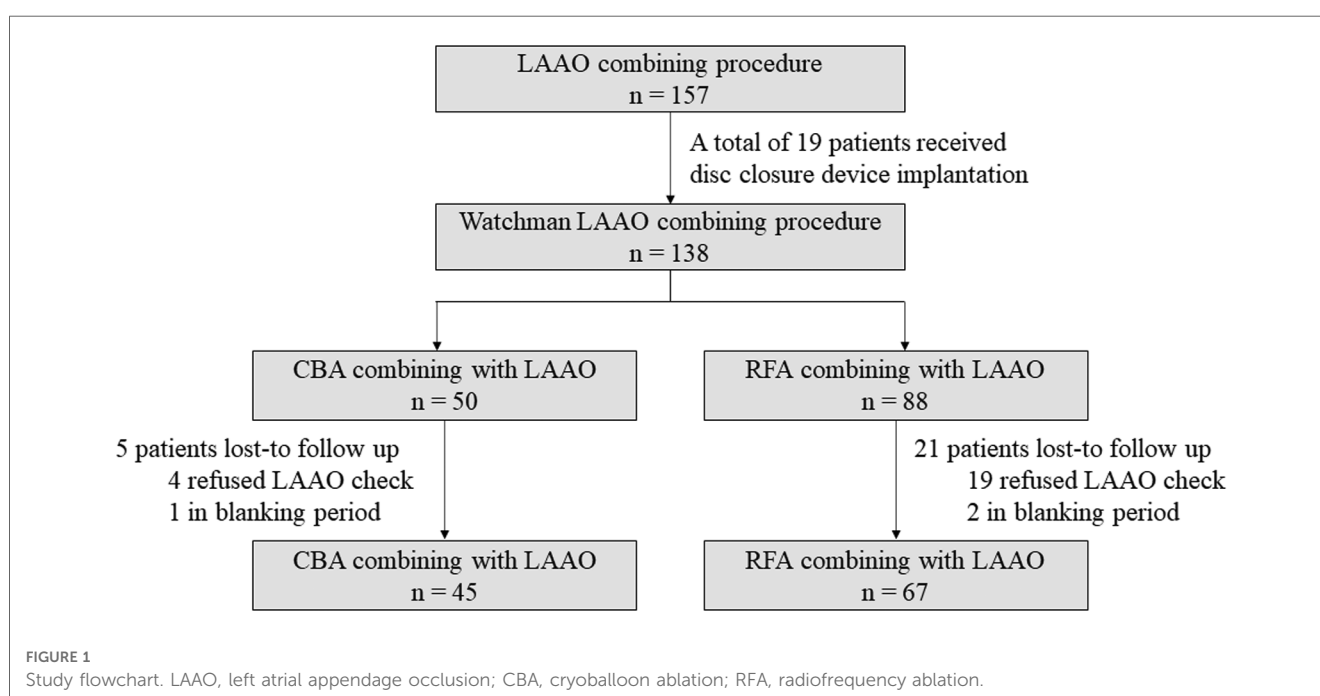 LAAO combining procedure
n = 157
A total of 19 patients received
disc closure device implantation
Watchman LAAO combining procedure
n = 138
CBA combining with LAAO
n = 50
RFA combining with LAAO
n = 88
5 patients lost-to follow up
4 refused LAAO check
1 in blanking period
21 patients lost-to follow up
19 refused LAAO check
2 in blanking period
CBA combining with LAAO
n = 45
RFA combining with LAAO
n = 67
FIGURE 1
Study flowchart. LAAO, left atrial appendage occlusion; CBA, cryoballoon ablation; RFA, radiofrequency ablation.